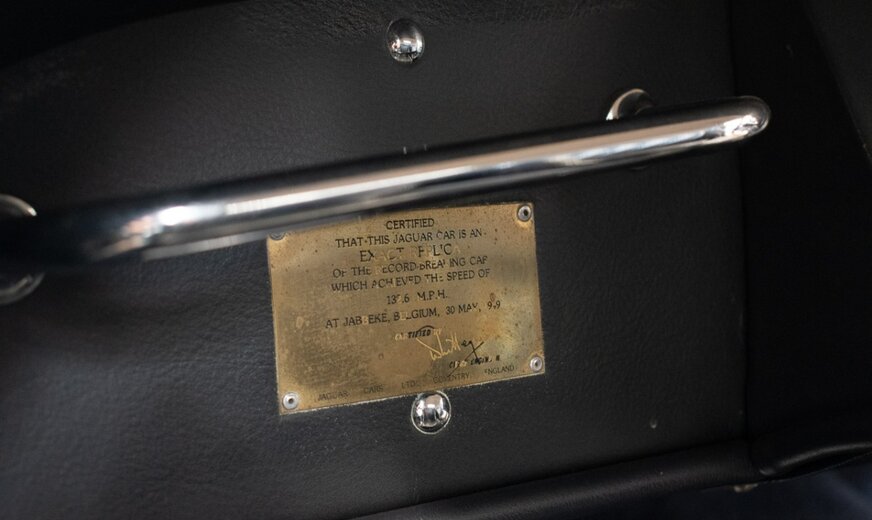 CERTIFIED
THAT THIS JAGUAR CAR IS AN
OF THE RECORD BREAKING CAR
WHICH ACHIEVED THE SPEED OF
M.P.H.
AT JABBEKE, BELGIUM, 30 MAY,
CERTIFIED
JAGUAR CARS LTD. COVENTRY ENGLAND